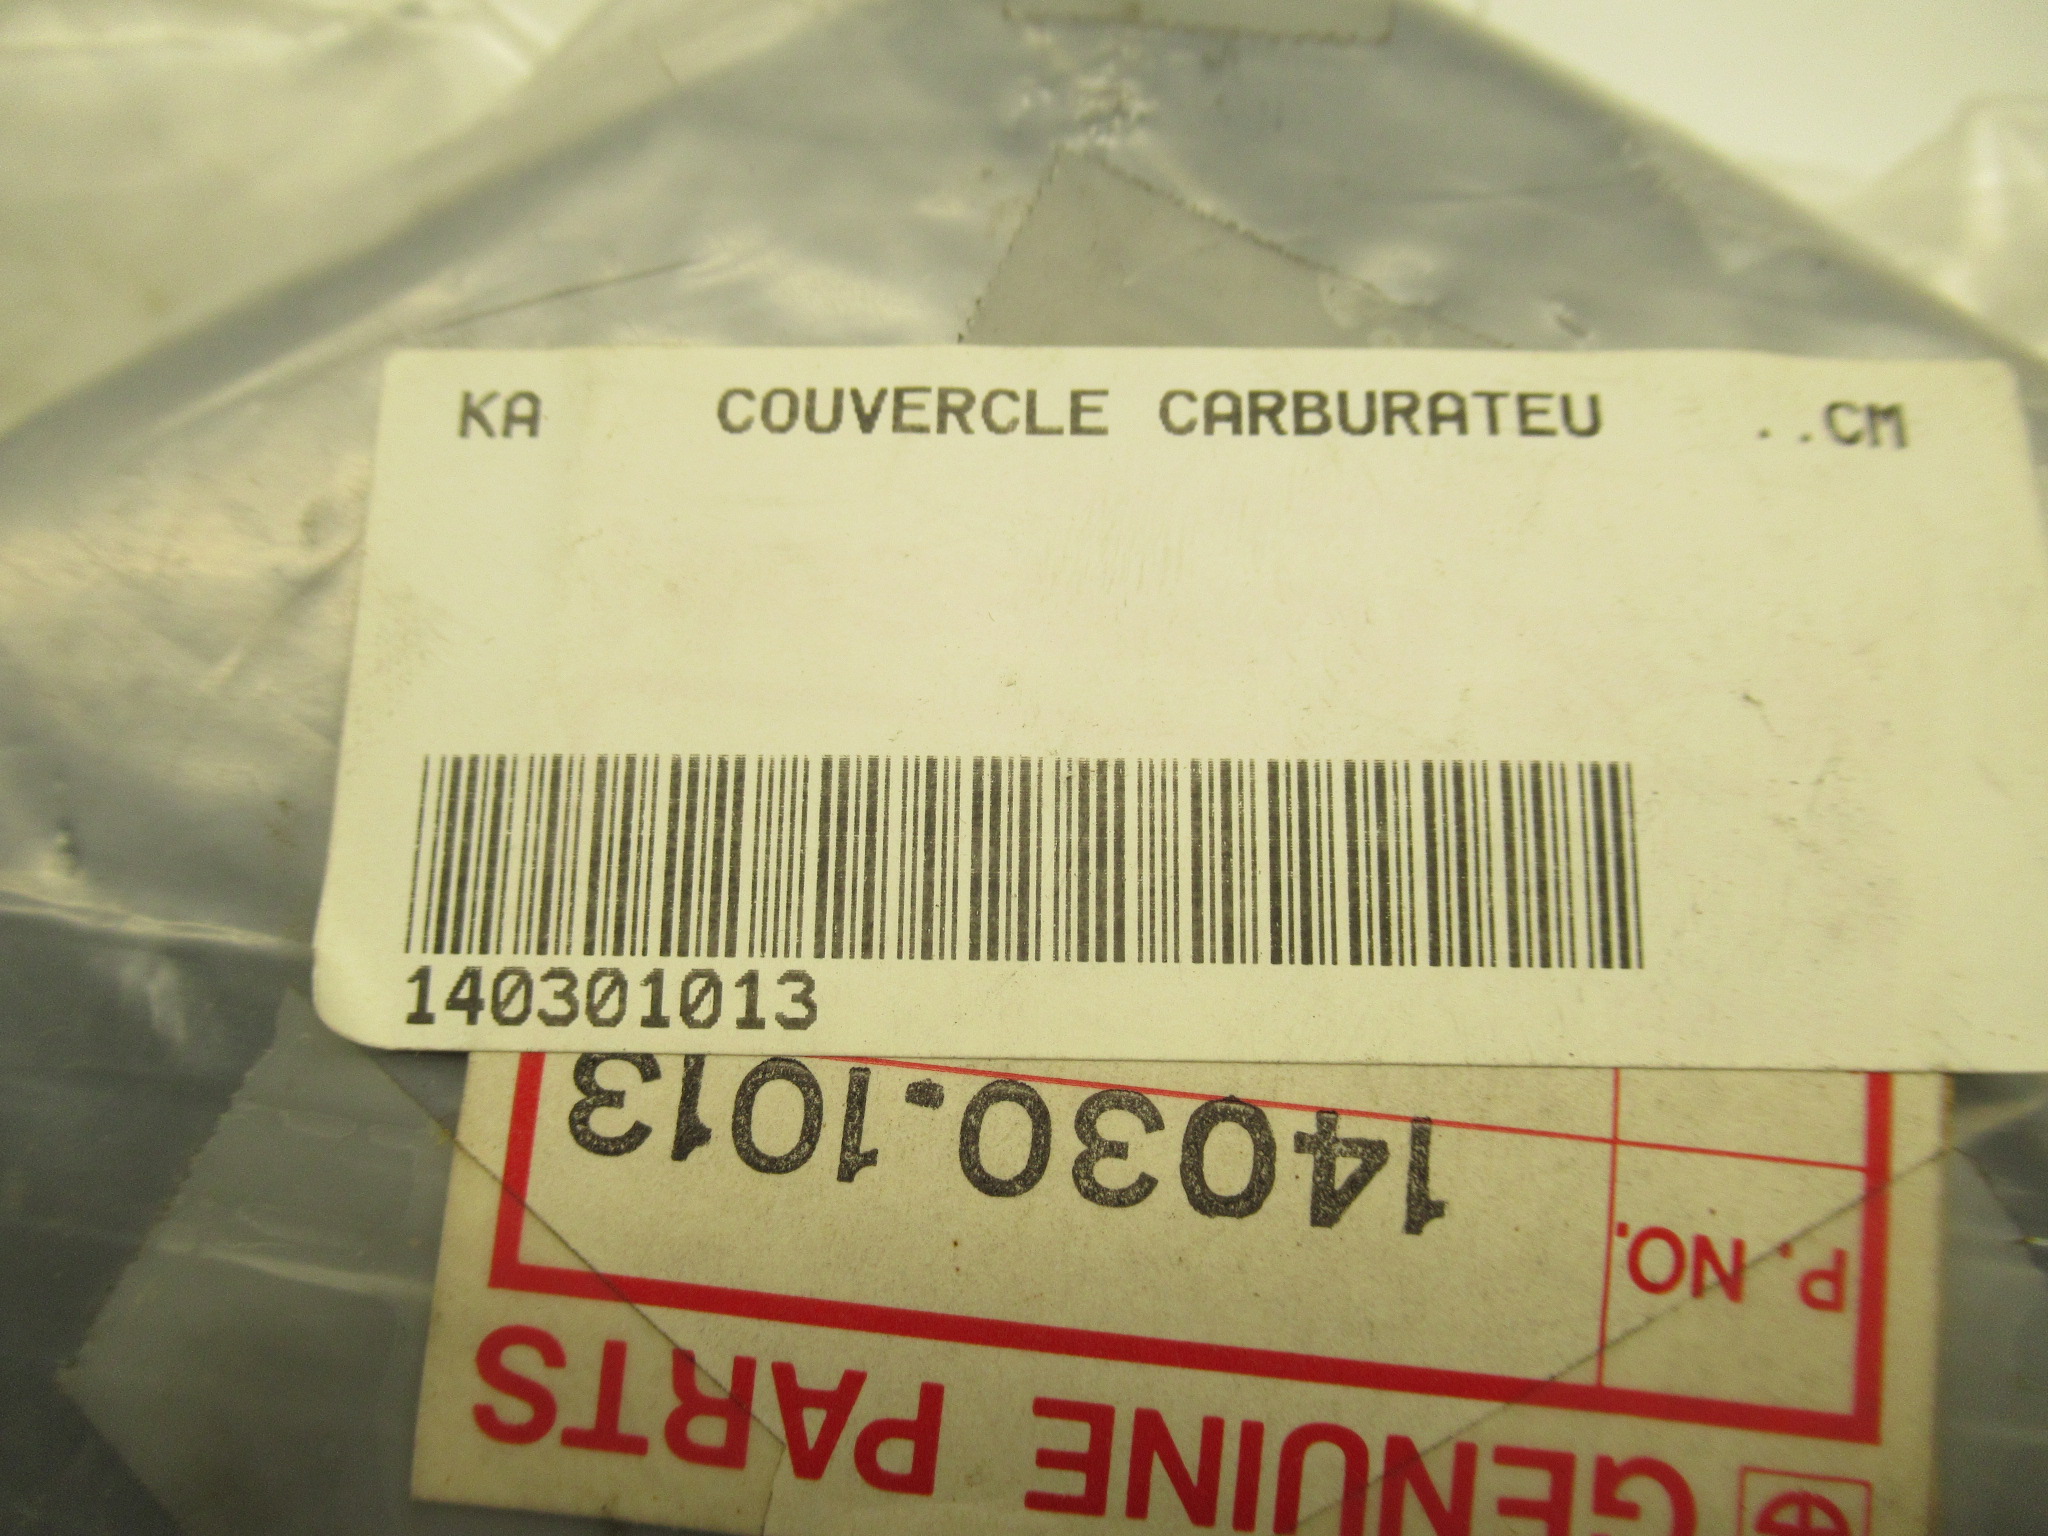 KA COUVERCLE CARBURATEU ..CM
140301013
GENUINE PARTS
P. NO. 14030-1013